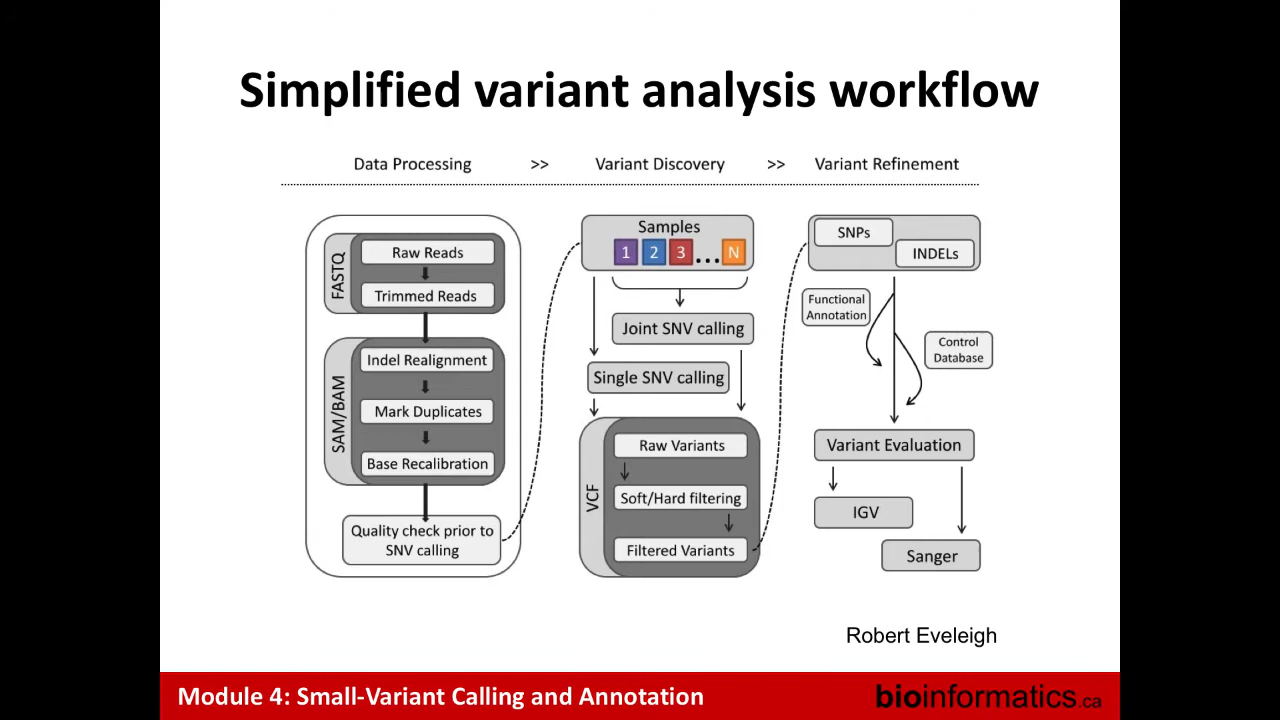 Simplified variant analysis workflow
Data Processing >> Variant Discovery >> Variant Refinement
FASTQ
Raw Reads
Trimmed Reads
SAM/BAM
Indel Realignment
Mark Duplicates
Base Recalibration
Quality check prior to
SNV calling
Samples
1 2 3 ... N
Joint SNV calling
Single SNV calling
VCF
Raw Variants
Soft/Hard filtering
Filtered Variants
SNPs
INDELs
Functional
Annotation
Control
Database
Variant Evaluation
IGV
Sanger
Robert Eveleigh
Module 4: Small-Variant Calling and Annotation
bioinformatics.ca